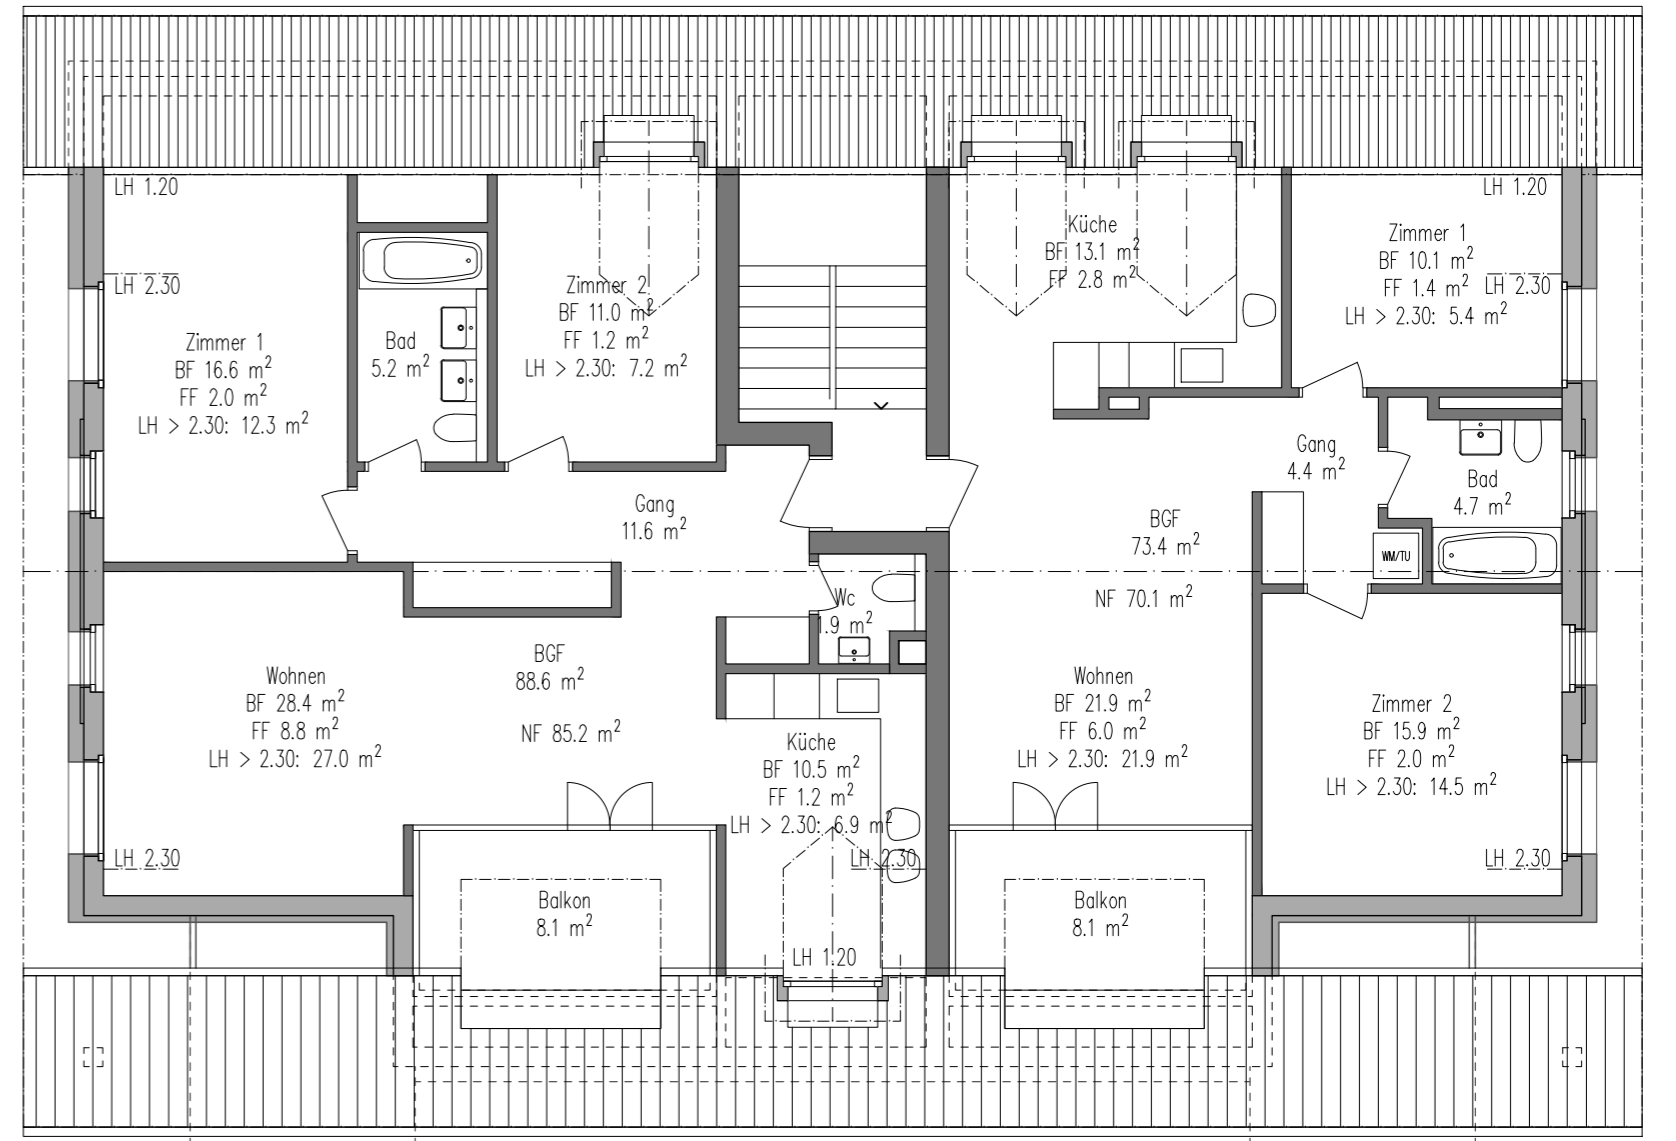 LH 1.20
LH 2.30
Zimmer 1
BF 16.6 m²
FF 2.0 m²
LH > 2.30: 12.3 m²
Bad
5.2 m²
Zimmer 2
BF 11.0 m²
FF 1.2 m²
LH > 2.30: 7.2 m²
Küche
BF 13.1 m²
FF 2.8 m²
LH 1.20
Zimmer 1
BF 10.1 m²
FF 1.4 m²
LH 2.30
LH > 2.30: 5.4 m²
Gang
11.6 m²
Gang
4.4 m²
Bad
4.7 m²
WM/TU
BGF
73.4 m²
NF 70.1 m²
Wc
1.9 m²
Wohnen
BF 28.4 m²
FF 8.8 m²
LH > 2.30: 27.0 m²
LH 2.30
BGF
88.6 m²
NF 85.2 m²
Küche
BF 10.5 m²
FF 1.2 m²
LH > 2.30: 6.9 m²
LH 2.30
LH 1.20
Wohnen
BF 21.9 m²
FF 6.0 m²
LH > 2.30: 21.9 m²
Zimmer 2
BF 15.9 m²
FF 2.0 m²
LH > 2.30: 14.5 m²
LH 2.30
Balkon
8.1 m²
Balkon
8.1 m²